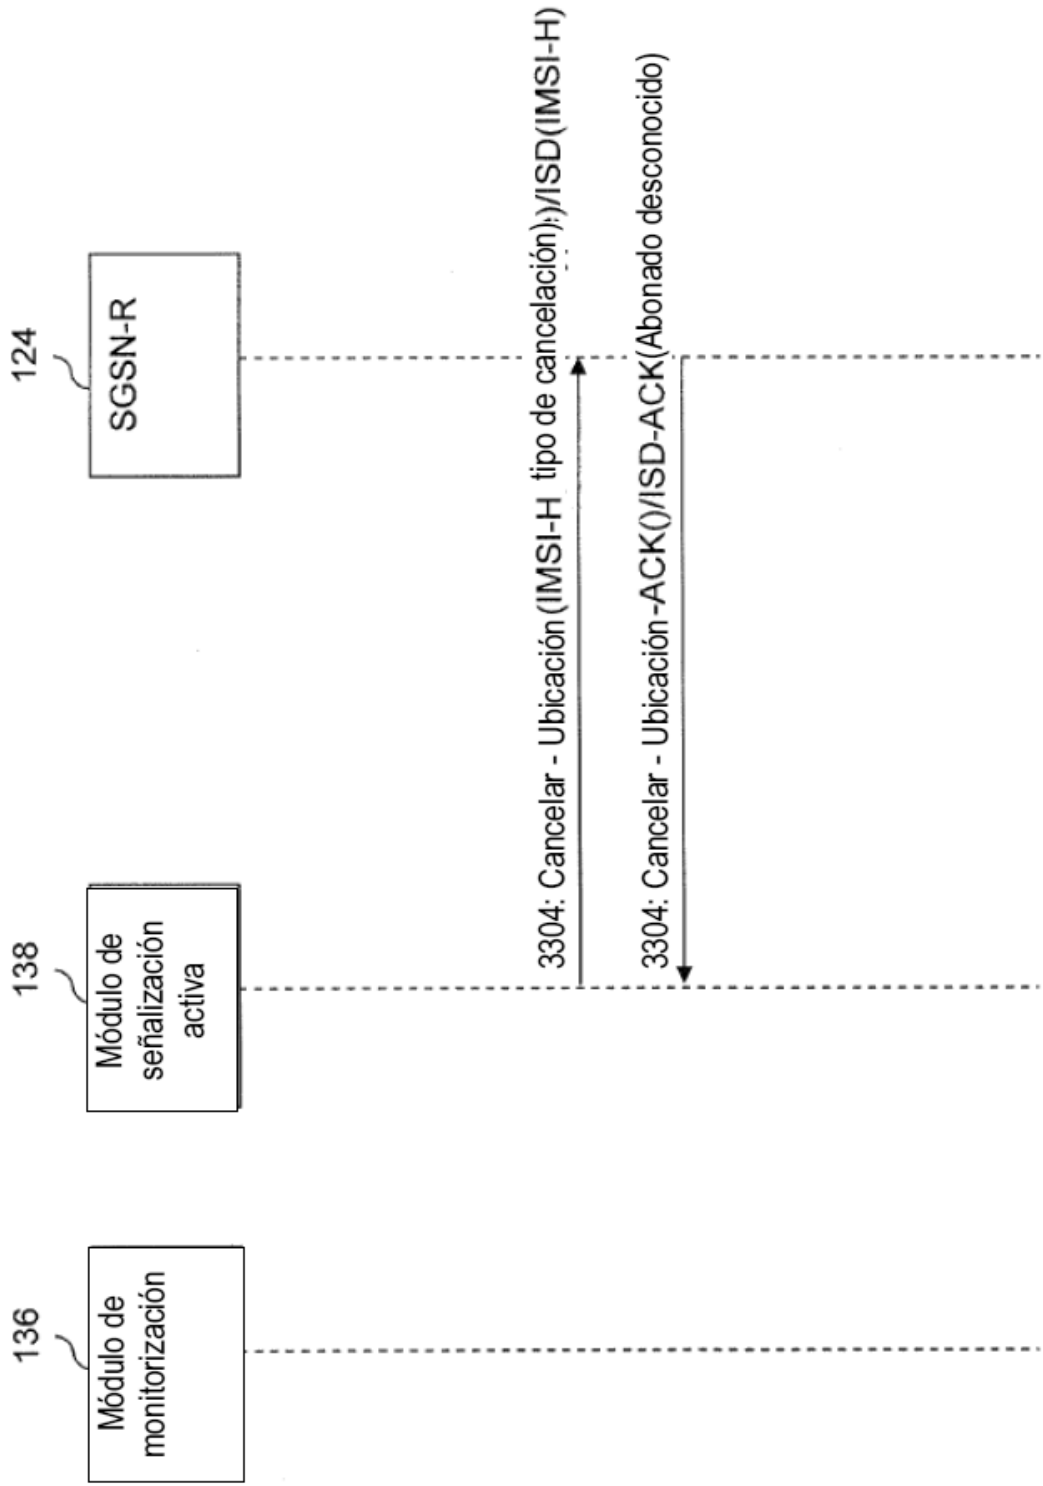 136
138
124
Módulo de
monitorización
Módulo de
señalización
activa
SGSN-R
3304: Cancelar - Ubicación(IMSI-H tipo de cancelación)/ISD(IMSI-H)
3304: Cancelar - Ubicación-ACK()/ISD-ACK(Abonado desconocido)